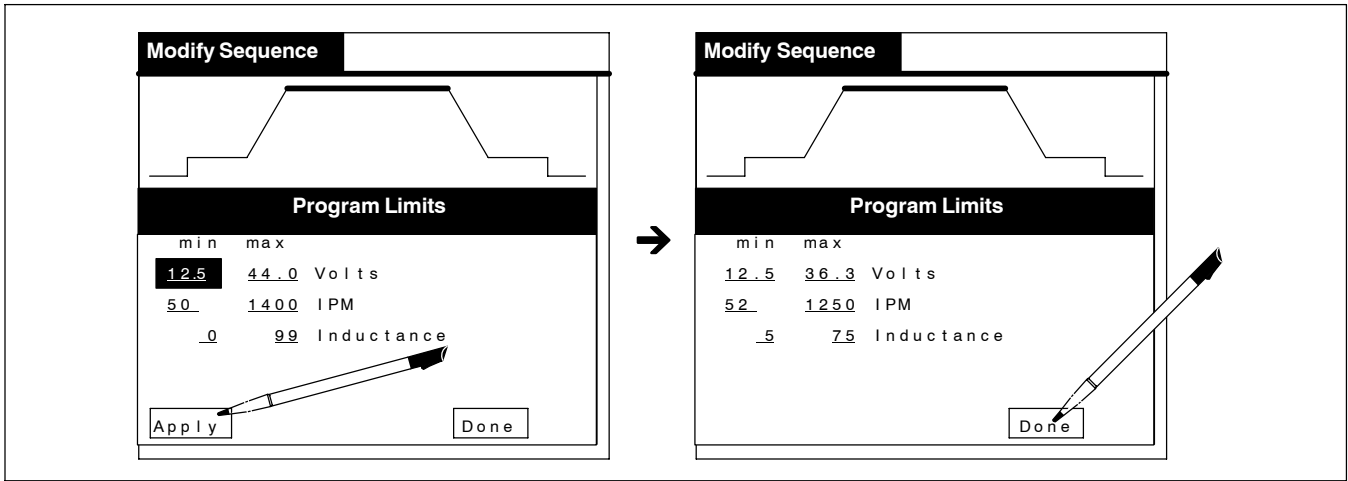 Modify Sequence
Program Limits
min max
12.5 44.0 Volts
50 1400 IPM
0 99 Inductance
Apply Done
Modify Sequence
Program Limits
min max
12.5 36.3 Volts
52 1250 IPM
5 75 Inductance
Done